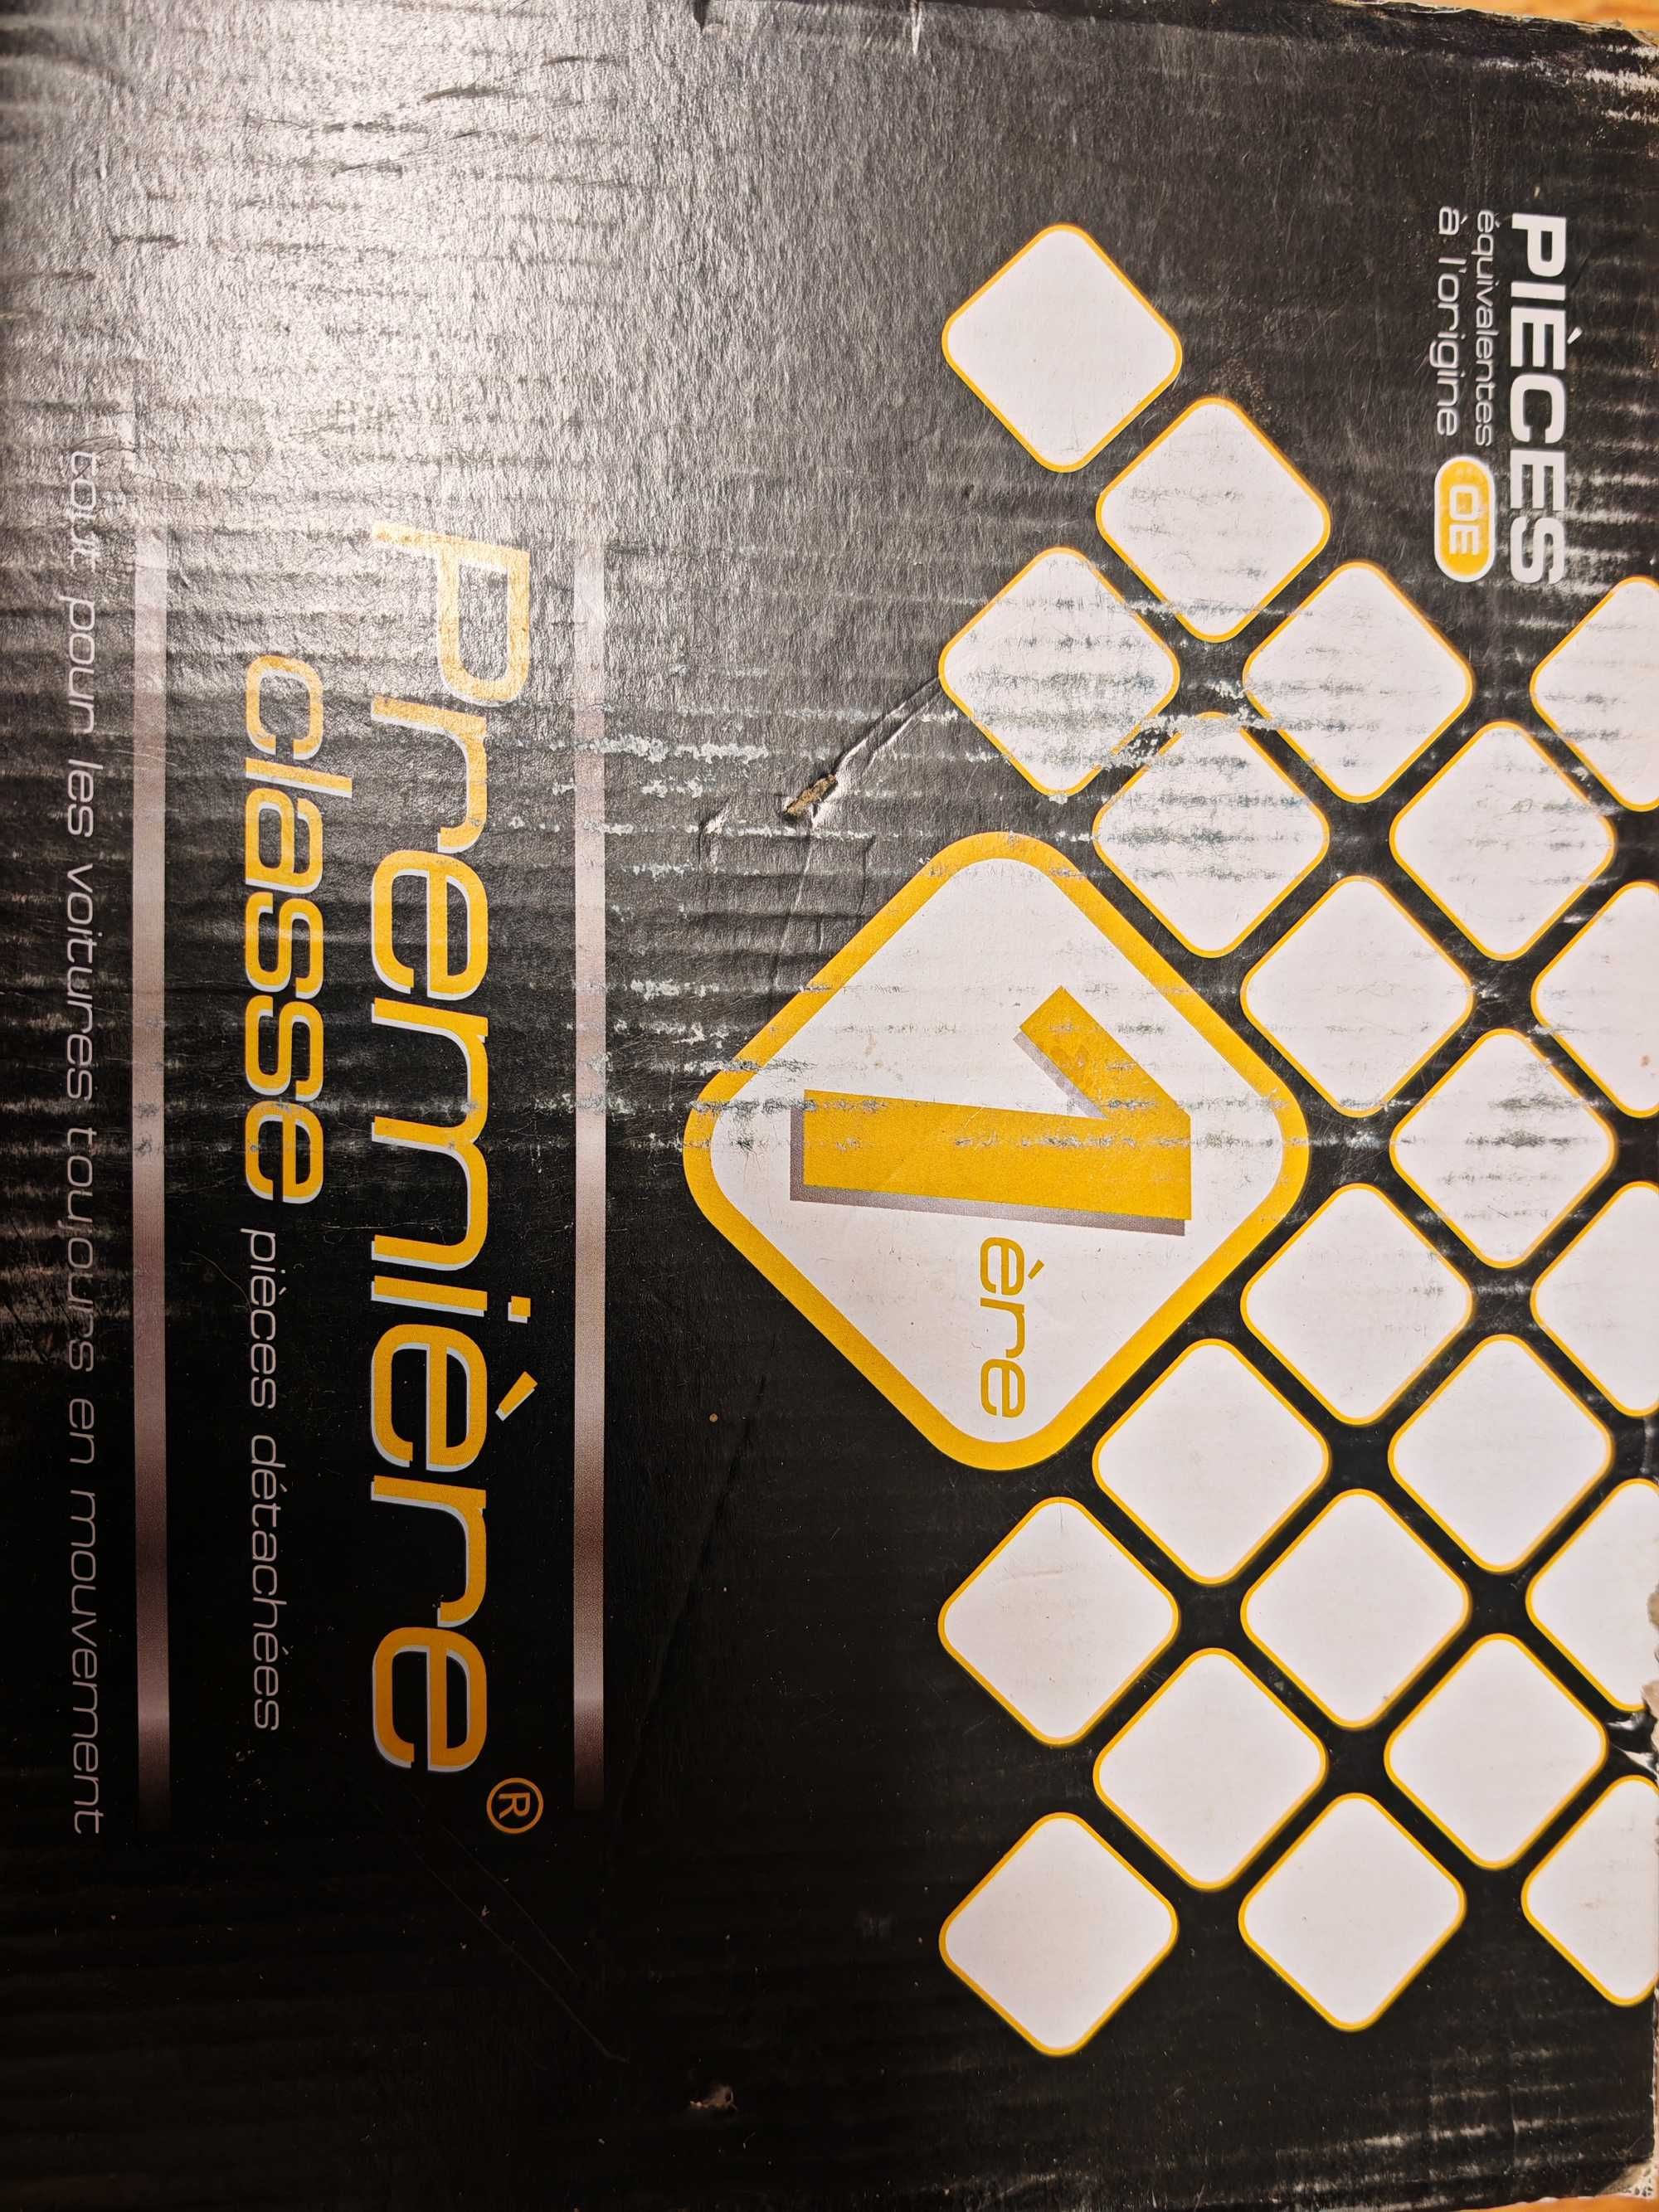 PIÈCES
équivalentes
à l'origine OE
1ère
Première®
classe pièces détachées
tout pour les voitures toujours en mouvement